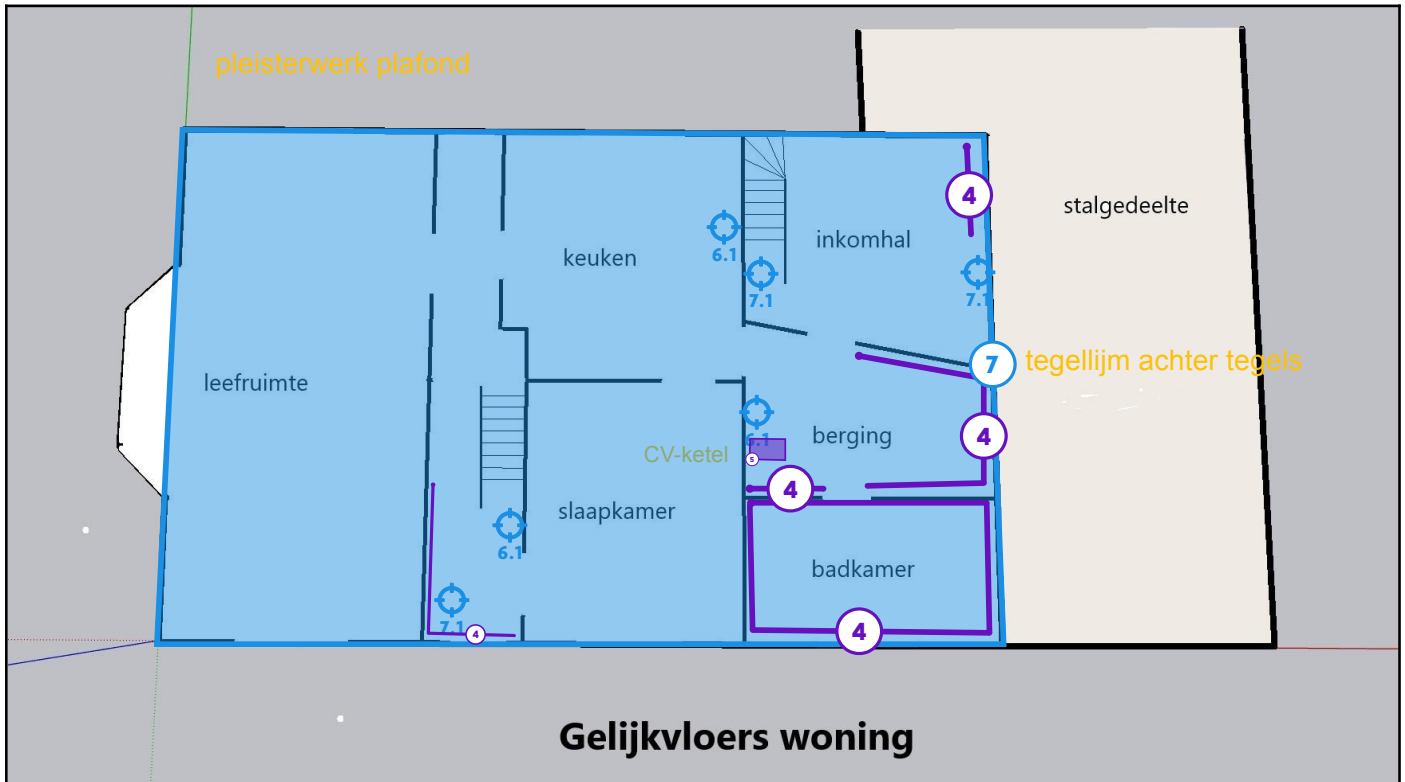 pleisterwerk plafond
4
stalgedeelte
inkomhal
keuken
6.1
7.1
7.1
7
tegellijm achter tegels
leefruimte
6.1
berging
4
CV-ketel
5
4
slaapkamer
6.1
badkamer
7.1
4
4
Gelijkvloers woning